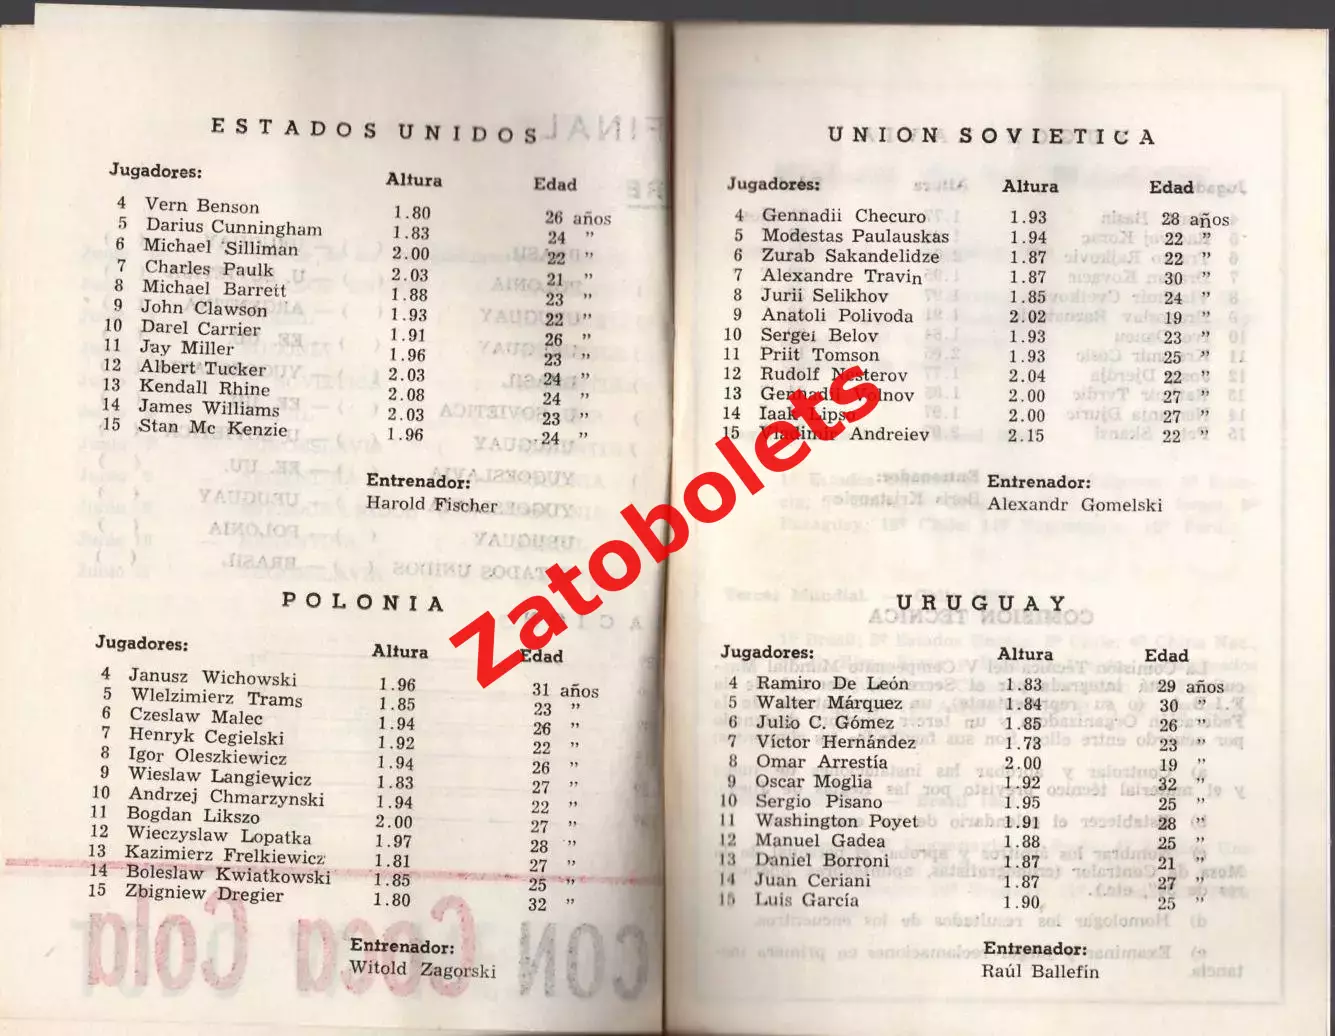 ESTADOS UNIDOS
Jugadores: Altura Edad
4 Vern Benson 1.80 26 años
5 Darius Cunningham 1.83 24 ”
6 Michael Silliman 2.00 22 ”
7 Charles Paulk 2.03 21 ”
8 Michael Barrett 1.88 23 ”
9 John Clawson 1.93 22 ”
10 Darel Carrier 1.91 26 ”
11 Jay Miller 1.96 23 ”
12 Albert Tucker 2.03 24 ”
13 Kendall Rhine 2.08 24 ”
14 James Williams 2.03 23 ”
15 Stan Mc Kenzie 1.96 24 ”
Entrenador:
Harold Fischer
POLONIA
Jugadores: Altura Edad
4 Janusz Wichowski 1.96 31 años
5 Wlelzimierz Trams 1.85 23 ”
6 Czeslaw Malec 1.94 26 ”
7 Henryk Cegielski 1.92 22 ”
8 Igor Oleszkiewicz 1.94 26 ”
9 Wieslaw Langiewicz 1.83 27 ”
10 Andrzej Chmarzynski 1.94 22 ”
11 Bogdan Likszo 2.00 27 ”
12 Wieczyslaw Lopatka 1.97 28 ”
13 Kazimierz Frelkiewicz 1.81 27 ”
14 Boleslaw Kwiatkowski 1.85 25 ”
15 Zbigniew Dregier 1.80 32 ”
Entrenador:
Witold Zagorski
UNION SOVIETICA
Jugadores: Altura Edad
4 Gennadii Checuro 1.93 28 años
5 Modestas Paulauskas 1.94 22 ”
6 Zurab Sakandelidze 1.87 22 ”
7 Alexandre Travin 1.87 30 ”
8 Jurii Selikhov 1.85 24 ”
9 Anatoli Polivoda 2.02 19 ”
10 Sergei Belov 1.93 23 ”
11 Priit Tomson 1.93 25 ”
12 Rudolf Nesterov 2.04 22 ”
13 Gennadii Volnov 2.00 27 ”
14 Iaak Lipso 2.00 27 ”
15 Vladimir Andreiev 2.15 22 ”
Entrenador:
Alexandr Gomelski
URUGUAY
Jugadores: Altura Edad
4 Ramiro De León 1.83 29 años
5 Walter Márquez 1.84 30 ”
6 Julio C. Gómez 1.85 26 ”
7 Víctor Hernández 1.73 23 ”
8 Omar Arrestía 2.00 19 ”
9 Oscar Moglia 1.92 32 ”
10 Sergio Pisano 1.95 25 ”
11 Washington Poyet 1.91 28 ”
12 Manuel Gadea 1.88 25 ”
13 Daniel Borroni 1.87 21 ”
14 Juan Ceriani 1.87 27 ”
15 Luis García 1.90 25 ”
Entrenador:
Raúl Ballefín
Zatobolets